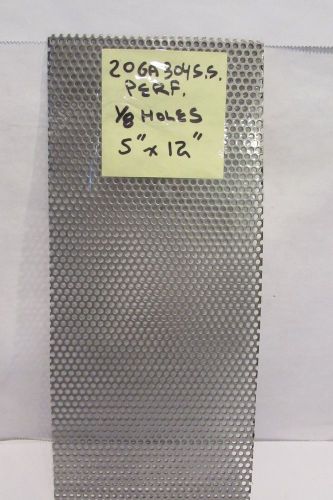 20GA 304 S.S.
PERF.
1/8 HOLES
5" x 12"